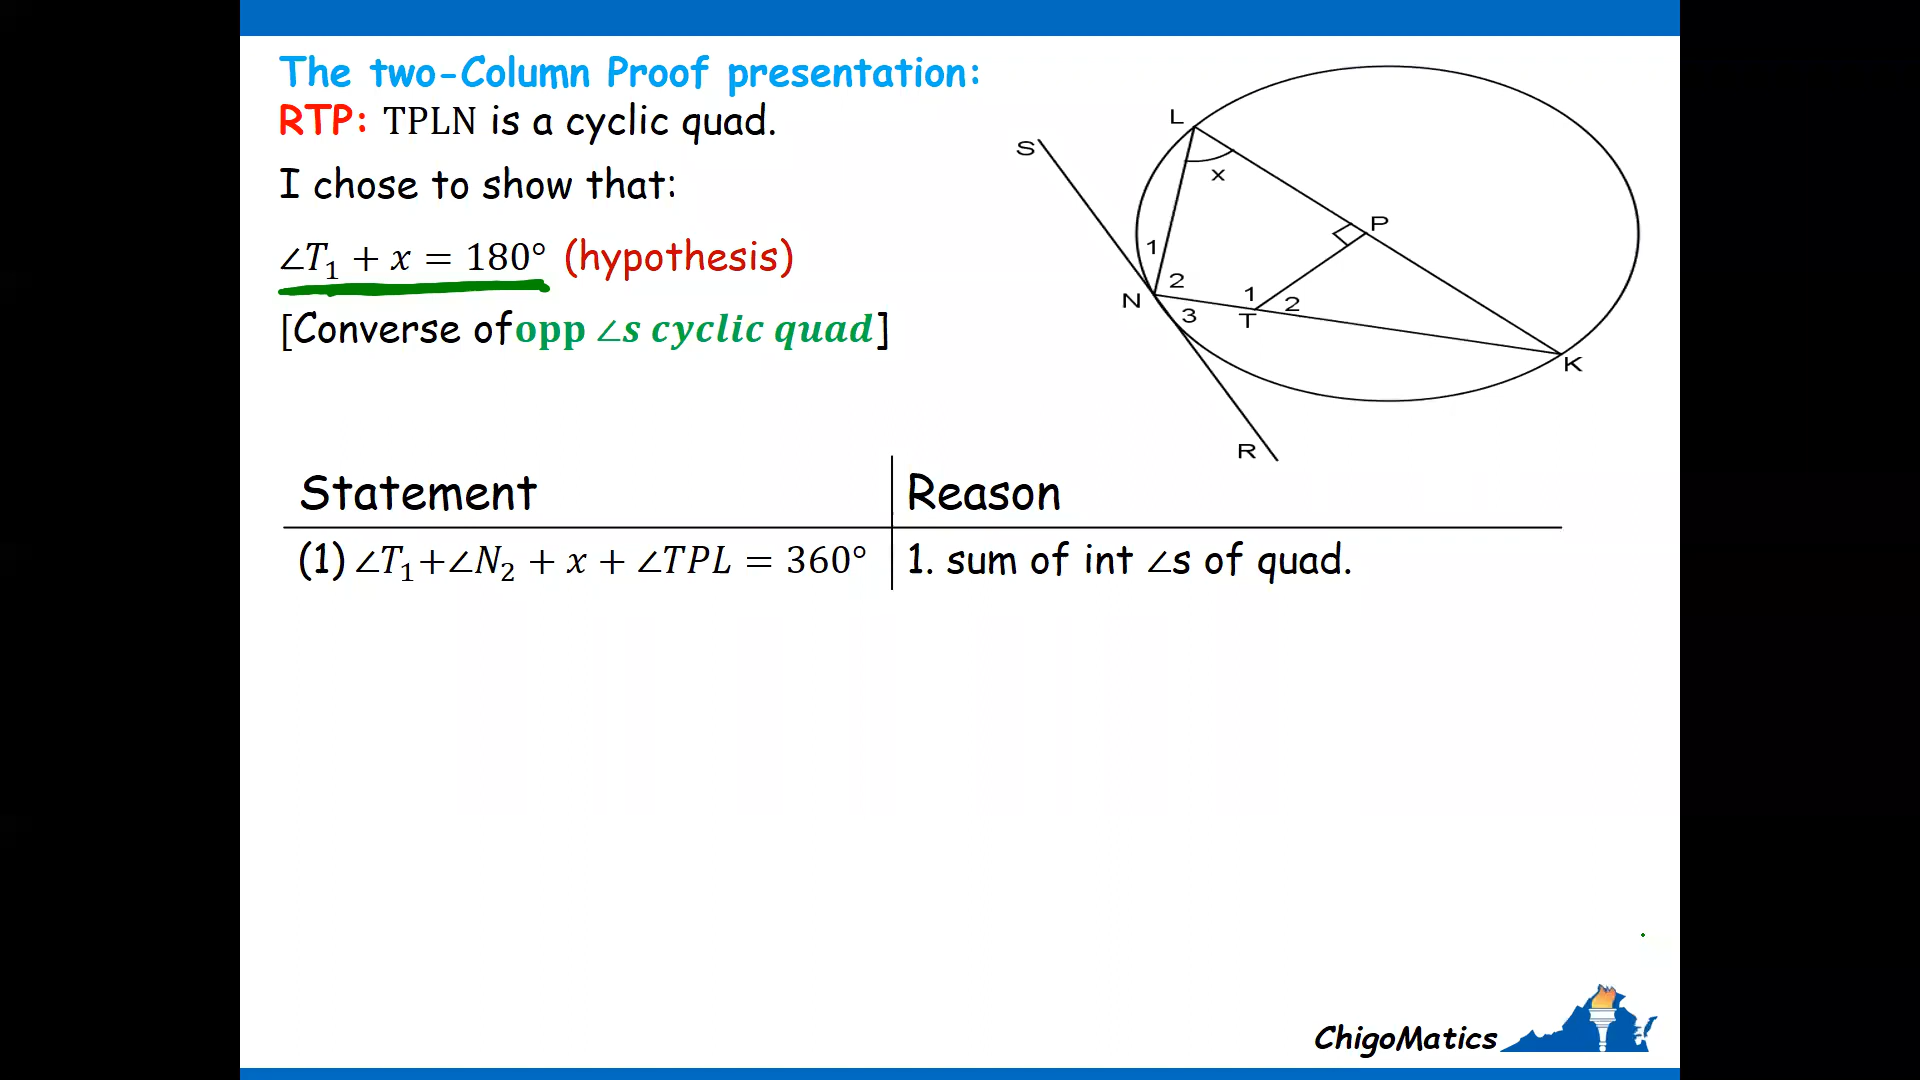 The two-Column Proof presentation:
RTP: TPLN is a cyclic quad.
I chose to show that:
∠T₁ + x = 180° (hypothesis)
[Converse ofopp ∠s cyclic quad]
L
S
x
P
1
2
N
3
1
T
2
K
R
Statement Reason
(1) ∠T₁+∠N₂ + x + ∠TPL = 360° 1. sum of int ∠s of quad.
ChigoMatics